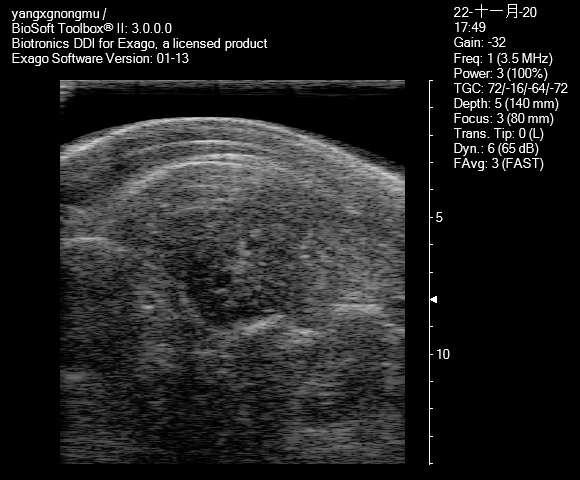 yangxgnongmu /
BioSoft Toolbox® II: 3.0.0.0
Biotronics DDI for Exago, a licensed product
Exago Software Version: 01-13
22-十一月-20
17:49
Gain: -32
Freq: 1 (3.5 MHz)
Power: 3 (100%)
TGC: 72/-16/-64/-72
Depth: 5 (140 mm)
Focus: 3 (80 mm)
Trans. Tip: 0 (L)
Dyn.: 6 (65 dB)
FAvg: 3 (FAST)
5
10